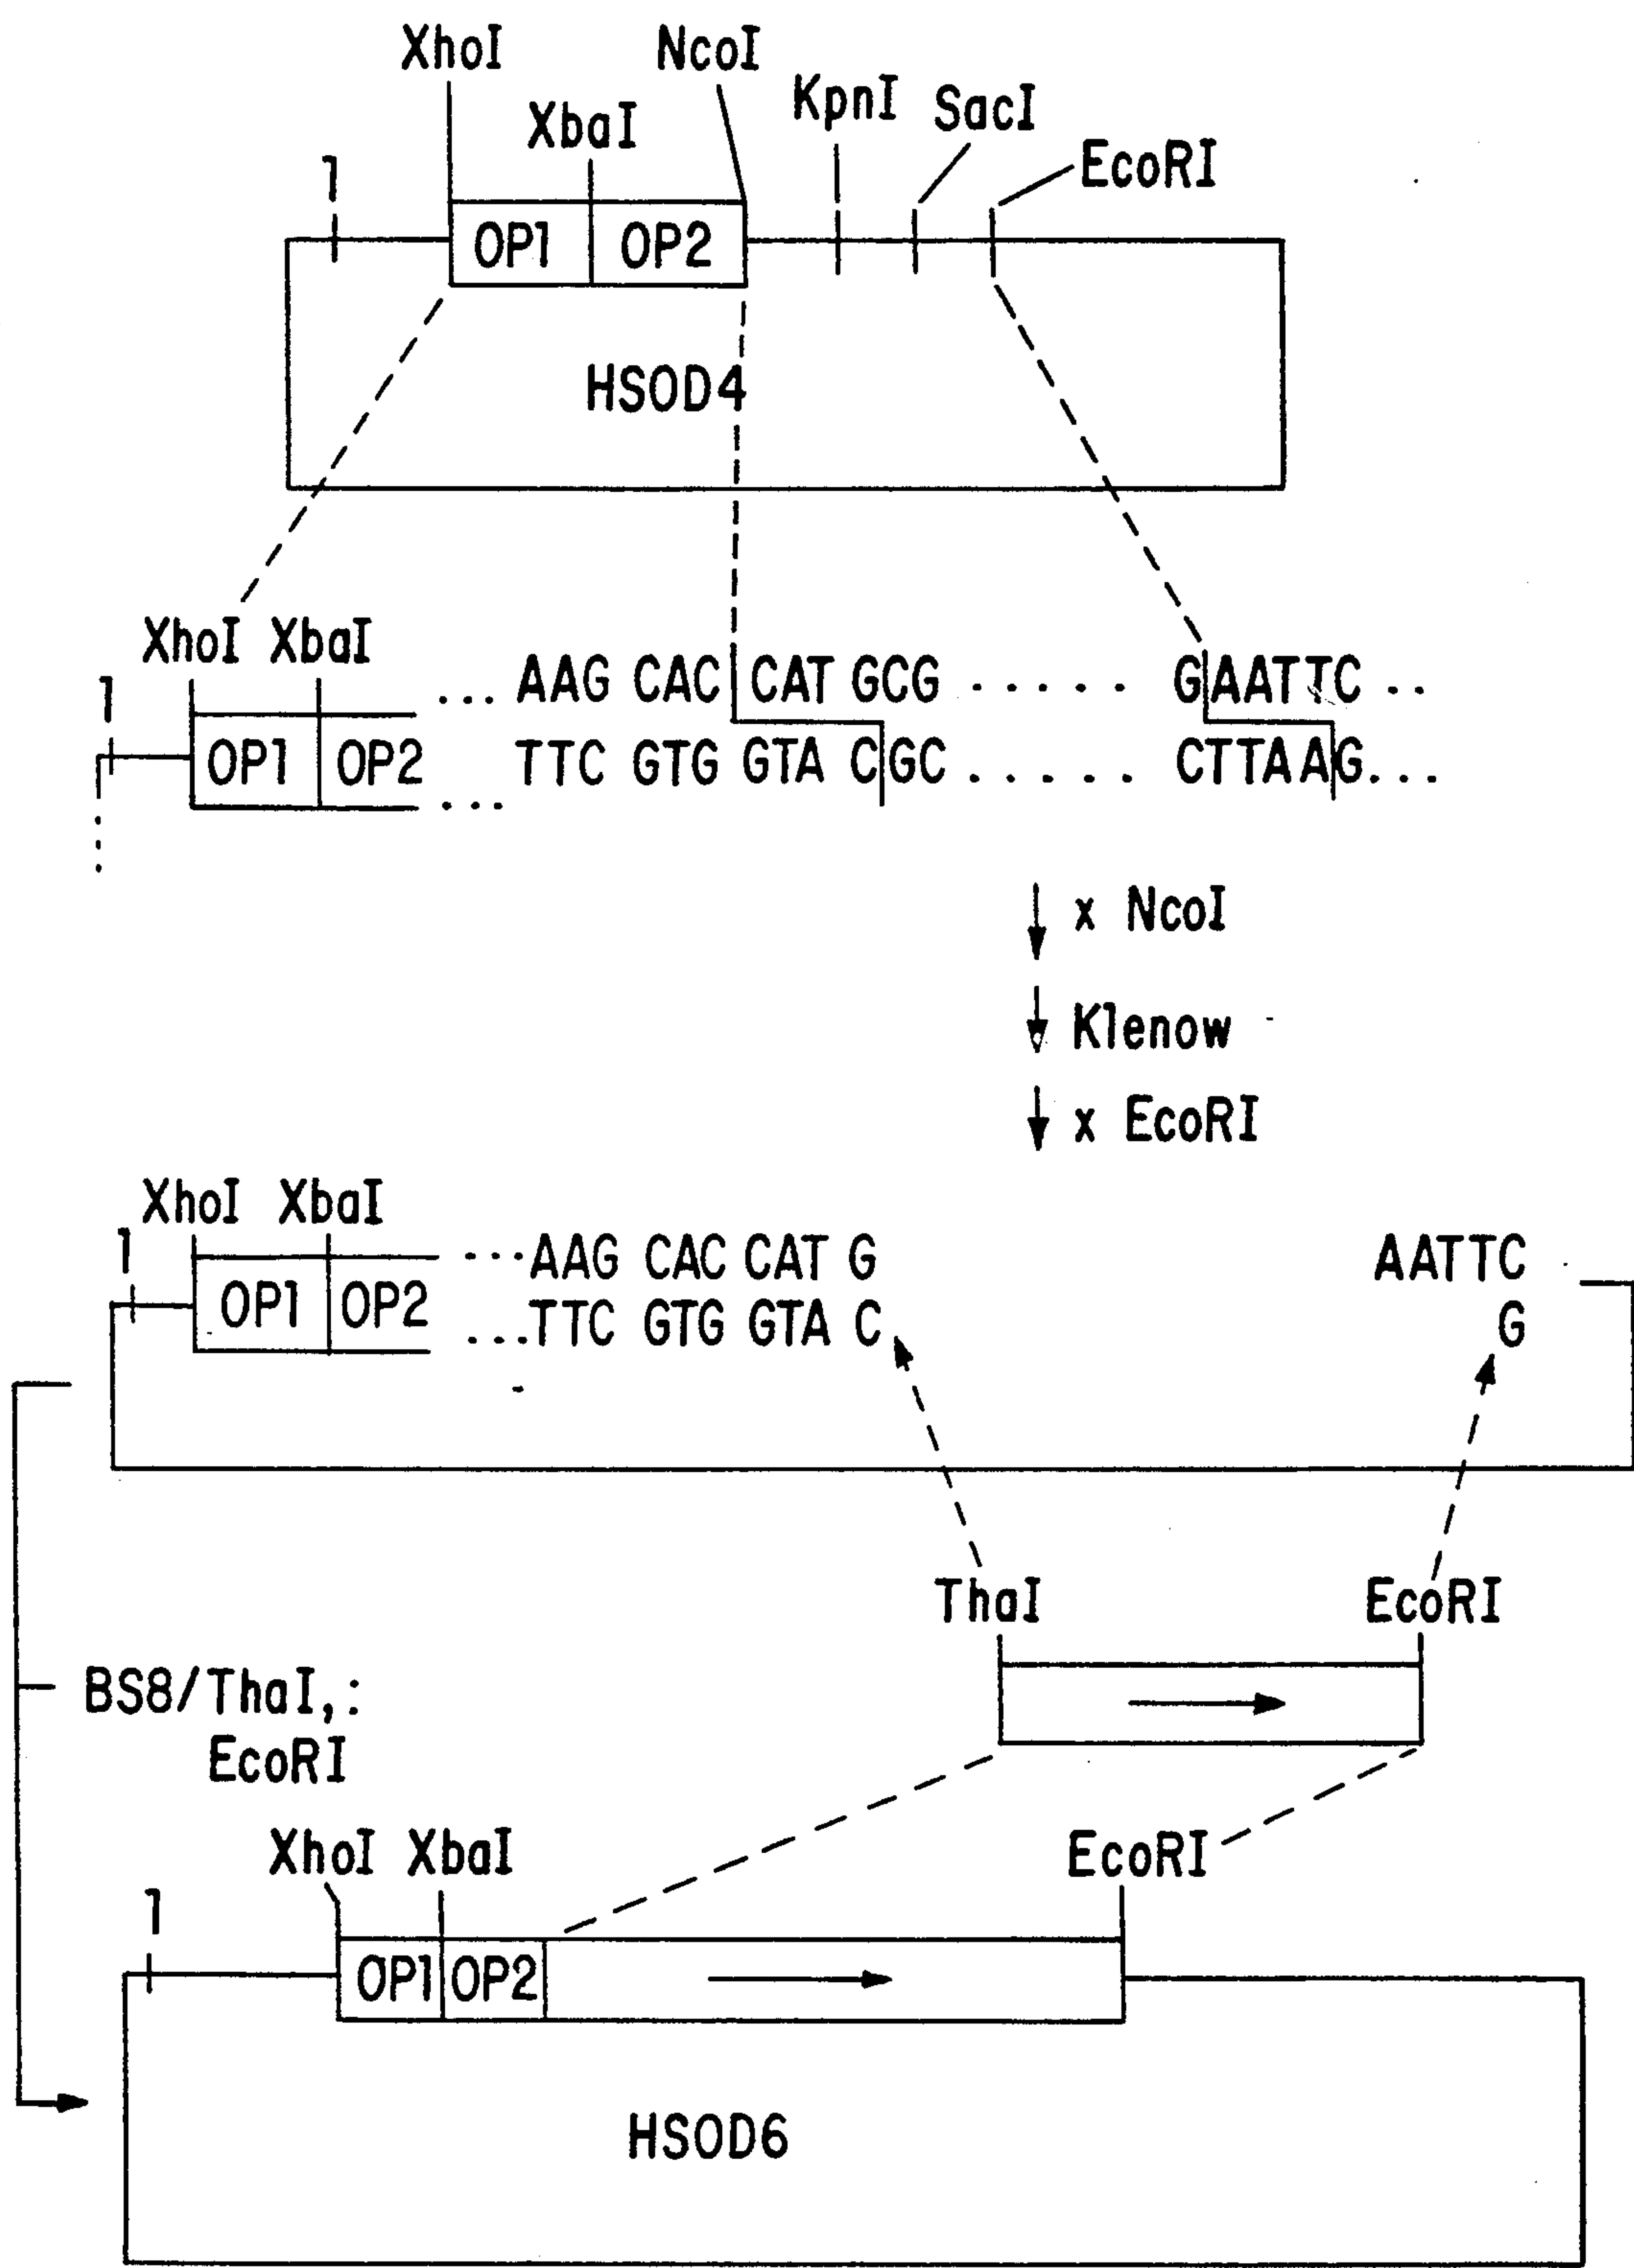 XhoI NcoI
XbaI KpnI SacI
1 EcoRI
OP1 OP2
HSOD4
XhoI XbaI
1 ... AAG CAC CAT GCG ..... GAATTC ..
OP1 OP2 ... TTC GTG GTA CGC ..... CTTAAG...
x NcoI
Klenow
x EcoRI
XhoI XbaI
1 ...AAG CAC CAT G AATTC
OP1 OP2 ...TTC GTG GTA C G
ThaI EcoRI
BS8/ThaI,:
EcoRI
XhoI XbaI EcoRI
1
OP1 OP2
HSOD6